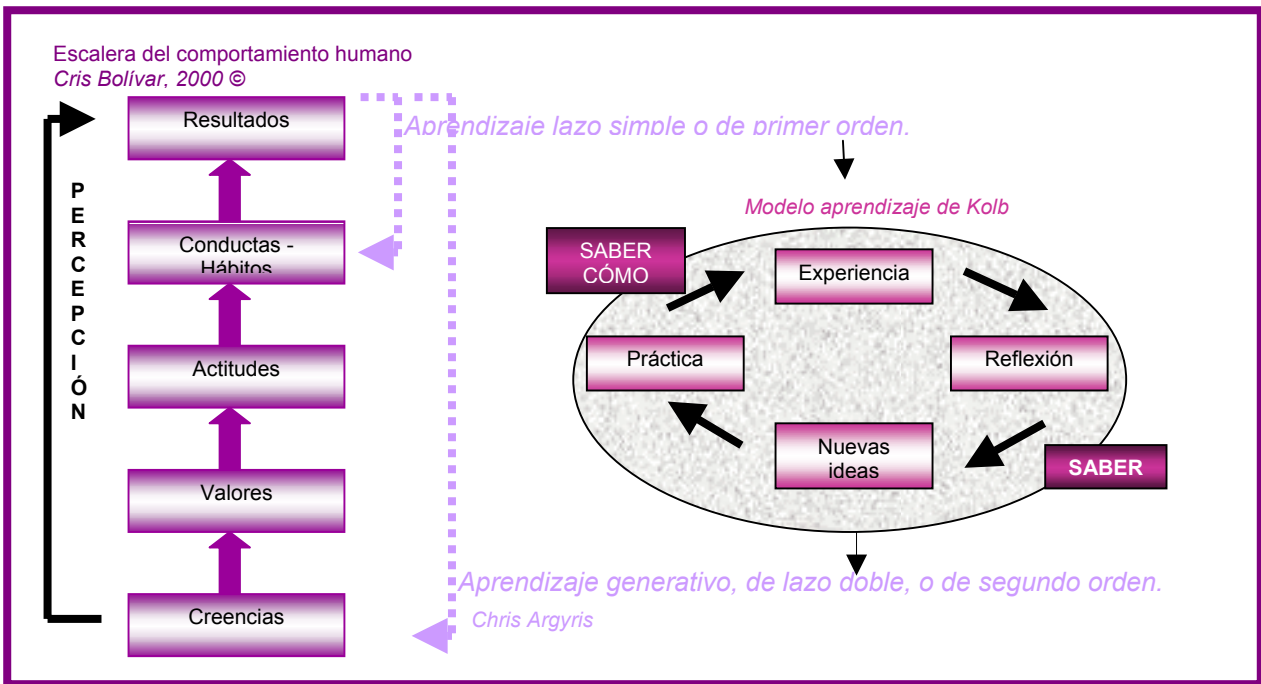 Escalera del comportamiento humano
Cris Bolívar, 2000 ©
Resultados
Conductas -
Hábitos
Actitudes
Valores
Creencias
PERCEPCIÓN
Aprendizaje lazo simple o de primer orden.
Modelo aprendizaje de Kolb
SABER
CÓMO
Experiencia
Práctica
Reflexión
Nuevas
ideas
SABER
Aprendizaje generativo, de lazo doble, o de segundo orden.
Chris Argyris